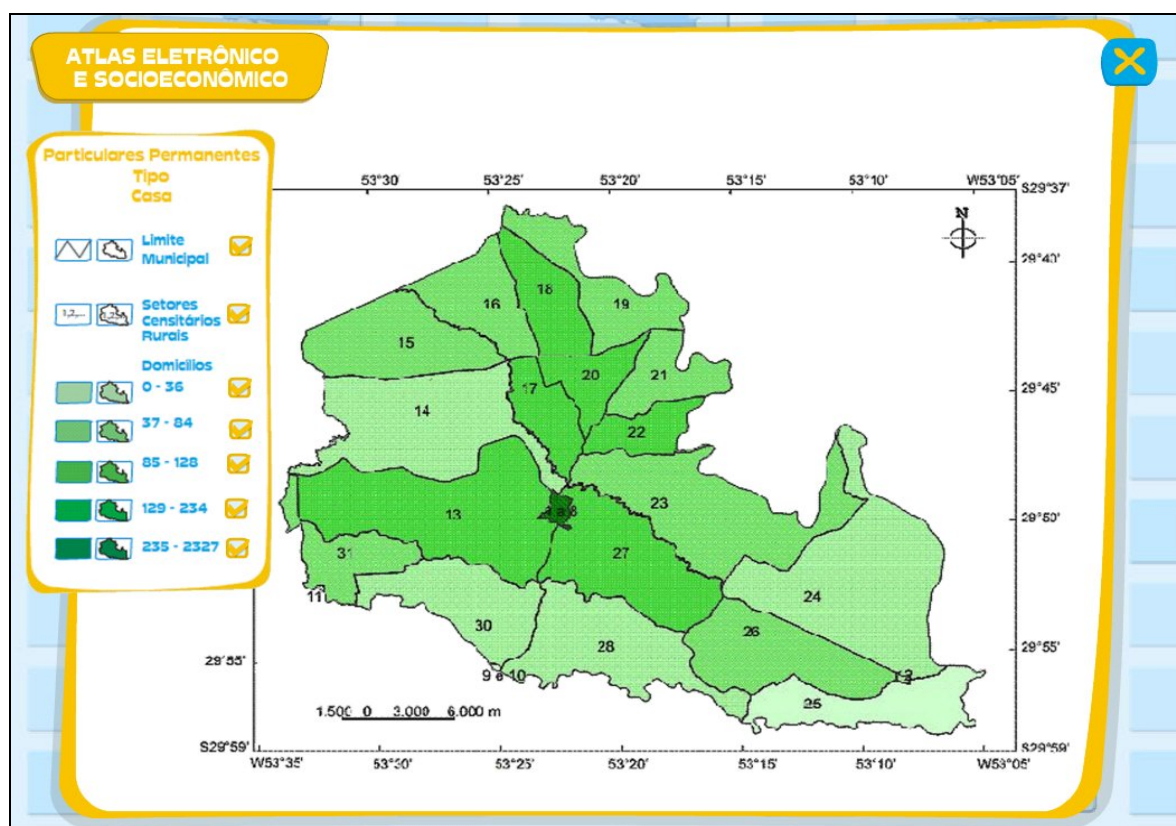 ATLAS ELETRÔNICO
E SOCIOECONÔMICO
Particulares Permanentes
Tipo
Casa
Limite
Municipal
1,2,...
Setores
Censitários
Rurais
Domicílios
0 - 36
37 - 84
85 - 128
129 - 234
235 - 2327
53°30'
53°25'
53°20'
53°15'
53°10'
W53°05'
S29°37'
N
29°40'
29°45'
29°50'
29°55'
S29°59'
29°55'
S29°59'
W53°35'
53°30'
53°25'
53°20'
53°15'
53°10'
W53°05'
18
16
19
15
20
21
17
14
22
23
13
27
31
24
11
30
28
26
9 e 10
25
1.500 0 3.000 6.000 m